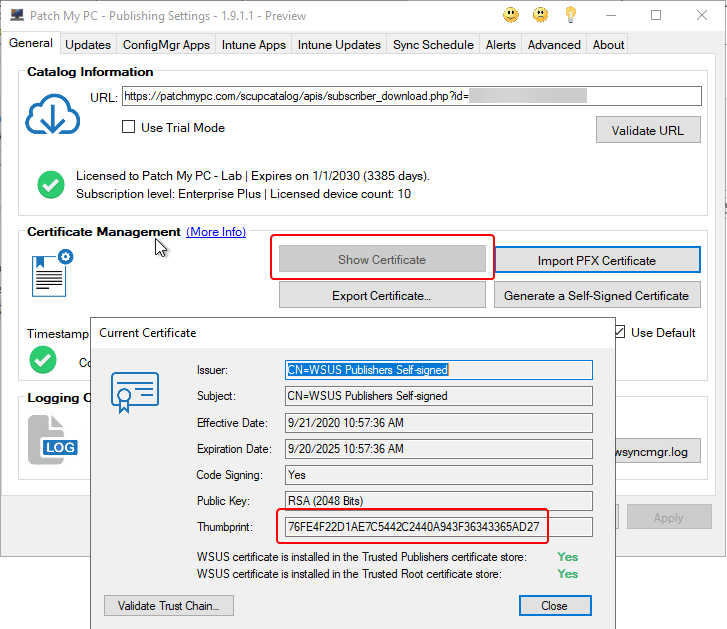 Patch My PC - Publishing Settings - 1.9.1.1 - Preview
General Updates ConfigMgr Apps Intune Apps Intune Updates Sync Schedule Alerts Advanced About
Catalog Information
URL: https://patchmypc.com/scupcatalog/apis/subscriber_download.php?id=
Use Trial Mode
Validate URL
Licensed to Patch My PC - Lab | Expires on 1/1/2030 (3385 days).
Subscription level: Enterprise Plus | Licensed device count: 10
Certificate Management (More Info)
Show Certificate Import PFX Certificate
Export Certificate... Generate a Self-Signed Certificate
Timestamp
Use Default
Logging
LOG
wsyncmgr.log
Apply
Current Certificate
Issuer: CN=WSUS Publishers Self-signed
Subject: CN=WSUS Publishers Self-signed
Effective Date: 9/21/2020 10:57:36 AM
Expiration Date: 9/20/2025 10:57:36 AM
Code Signing: Yes
Public Key: RSA (2048 Bits)
Thumbprint: 76FE4F22D1AE7C5442C2440A943F36343365AD27
WSUS certificate is installed in the Trusted Publishers certificate store: Yes
WSUS certificate is installed in the Trusted Root certificate store: Yes
Validate Trust Chain... Close